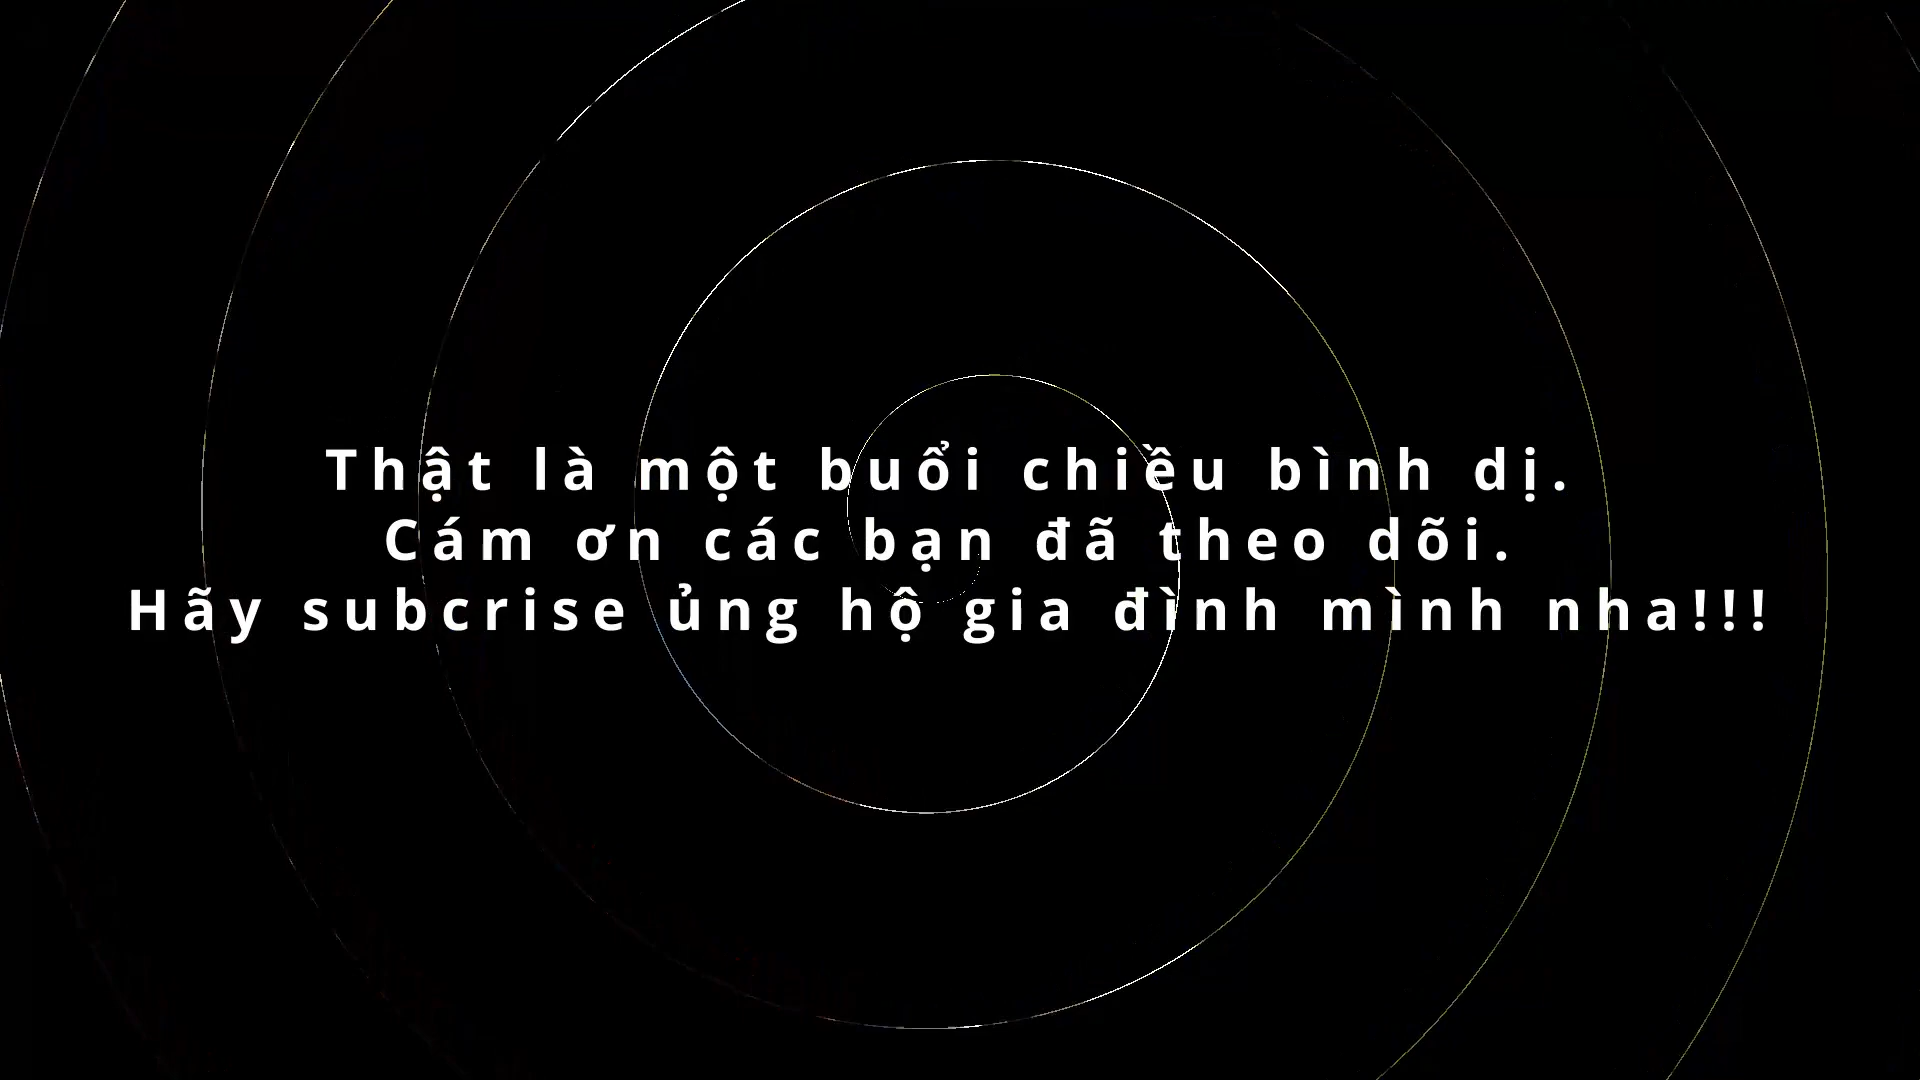 Thật là một buổi chiều bình dị.
Cám ơn các bạn đã theo dõi.
Hãy subcrise ủng hộ gia đình mình nha!!!